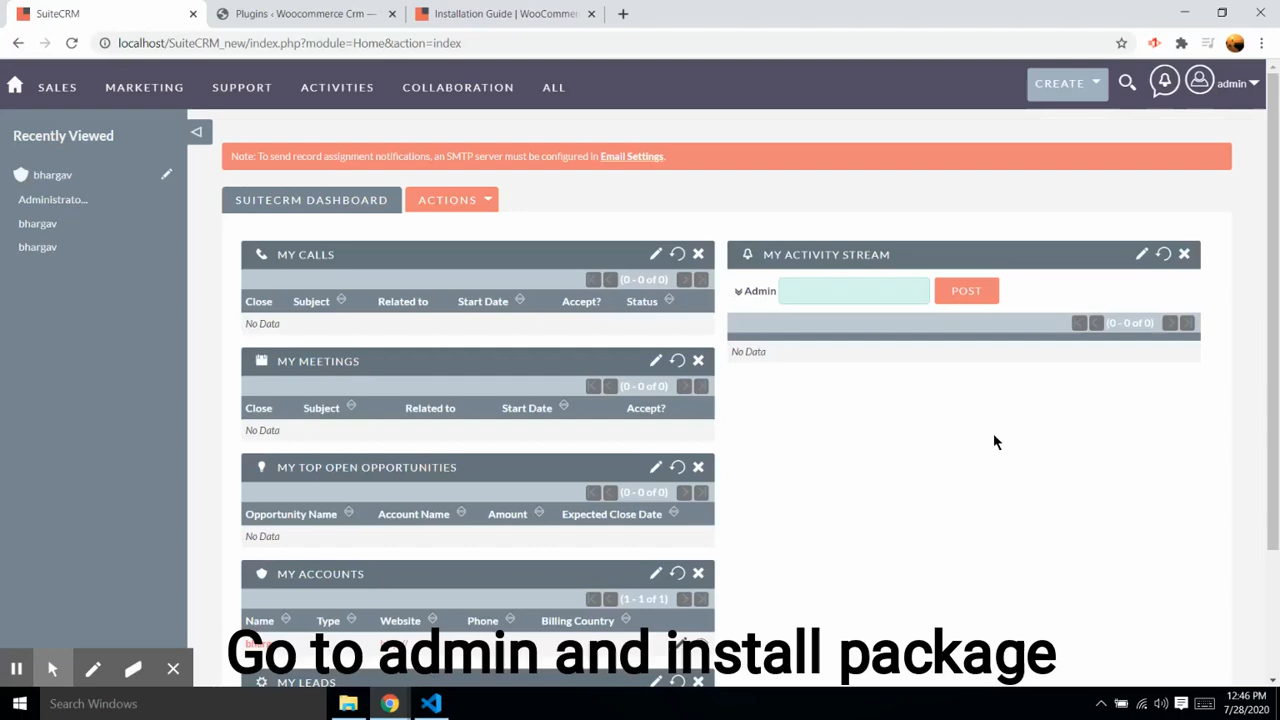 SuiteCRM
Plugins ‹ Woocommerce Crm —
Installation Guide | WooCommer
localhost/SuiteCRM_new/index.php?module=Home&action=index
SALES MARKETING SUPPORT ACTIVITIES COLLABORATION ALL CREATE admin
Recently Viewed
bhargav
Administrato...
bhargav
bhargav
Note: To send record assignment notifications, an SMTP server must be configured in Email Settings.
SUITECRM DASHBOARD ACTIONS
MY CALLS
(0 - 0 of 0)
Close Subject Related to Start Date Accept? Status
No Data
MY MEETINGS
(0 - 0 of 0)
Close Subject Related to Start Date Accept?
No Data
MY TOP OPEN OPPORTUNITIES
(0 - 0 of 0)
Opportunity Name Account Name Amount Expected Close Date
No Data
MY ACCOUNTS
(1 - 1 of 1)
Name Type Website Phone Billing Country
MY LEADS
MY ACTIVITY STREAM
Admin POST
(0 - 0 of 0)
No Data
Go to admin and install package
Search Windows
12:46 PM
7/28/2020